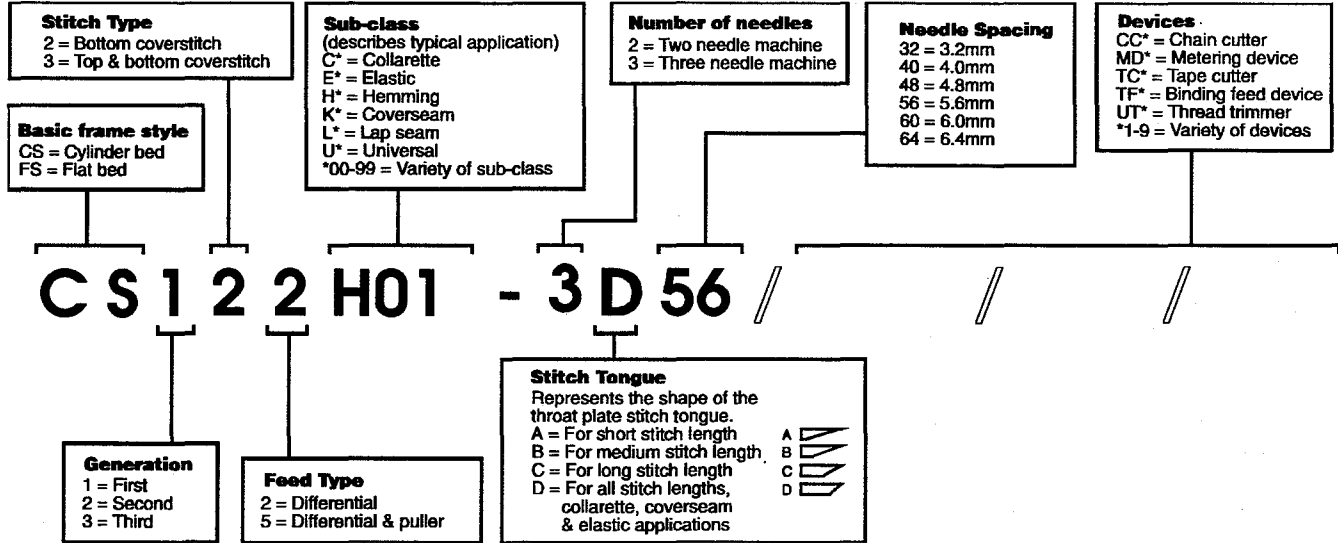 Stitch Type
2 = Bottom coverstitch
3 = Top & bottom coverstitch
Sub-class
(describes typical application)
C* = Collarette
E* = Elastic
H* = Hemming
K* = Coverseam
L* = Lap seam
U* = Universal
*00-99 = Variety of sub-class
Number of needles
2 = Two needle machine
3 = Three needle machine
Needle Spacing
32 = 3.2mm
40 = 4.0mm
48 = 4.8mm
56 = 5.6mm
60 = 6.0mm
64 = 6.4mm
Devices
CC* = Chain cutter
MD* = Metering device
TC* = Tape cutter
TF* = Binding feed device
UT* = Thread trimmer
*1-9 = Variety of devices
Basic frame style
CS = Cylinder bed
FS = Flat bed
CS122H01 - 3D56/ / /
Generation
1 = First
2 = Second
3 = Third
Feed Type
2 = Differential
5 = Differential & puller
Stitch Tongue
Represents the shape of the
throat plate stitch tongue.
A = For short stitch length A
B = For medium stitch length B
C = For long stitch length C
D = For all stitch lengths, D
collarette, coverseam
& elastic applications